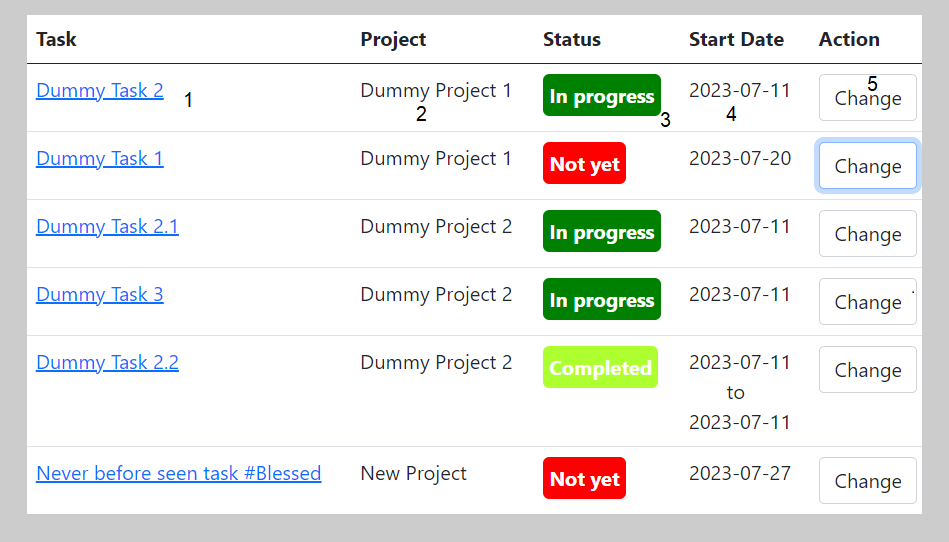 Task Project Status Start Date Action
Dummy Task 2 1 Dummy Project 1 2 In progress 3 2023-07-11 4 Change 5
Dummy Task 1 Dummy Project 1 Not yet 2023-07-20 Change
Dummy Task 2.1 Dummy Project 2 In progress 2023-07-11 Change
Dummy Task 3 Dummy Project 2 In progress 2023-07-11 Change
Dummy Task 2.2 Dummy Project 2 Completed 2023-07-11 Change
to
2023-07-11
Never before seen task #Blessed New Project Not yet 2023-07-27 Change